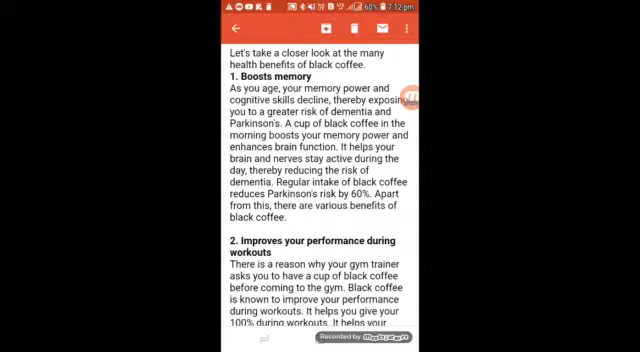 60% 7:12 pm
Let's take a closer look at the many
health benefits of black coffee.
1. Boosts memory
As you age, your memory power and
cognitive skills decline, thereby exposing
you to a greater risk of dementia and
Parkinson's. A cup of black coffee in the
morning boosts your memory power and
enhances brain function. It helps your
brain and nerves stay active during the
day, thereby reducing the risk of
dementia. Regular intake of black coffee
reduces Parkinson's risk by 60%. Apart
from this, there are various benefits of
black coffee.
2. Improves your performance during
workouts
There is a reason why your gym trainer
asks you to have a cup of black coffee
before coming to the gym. Black coffee
is known to improve your performance
during workouts. It helps you give your
100% during workouts. It helps your
Recorded by mobizen